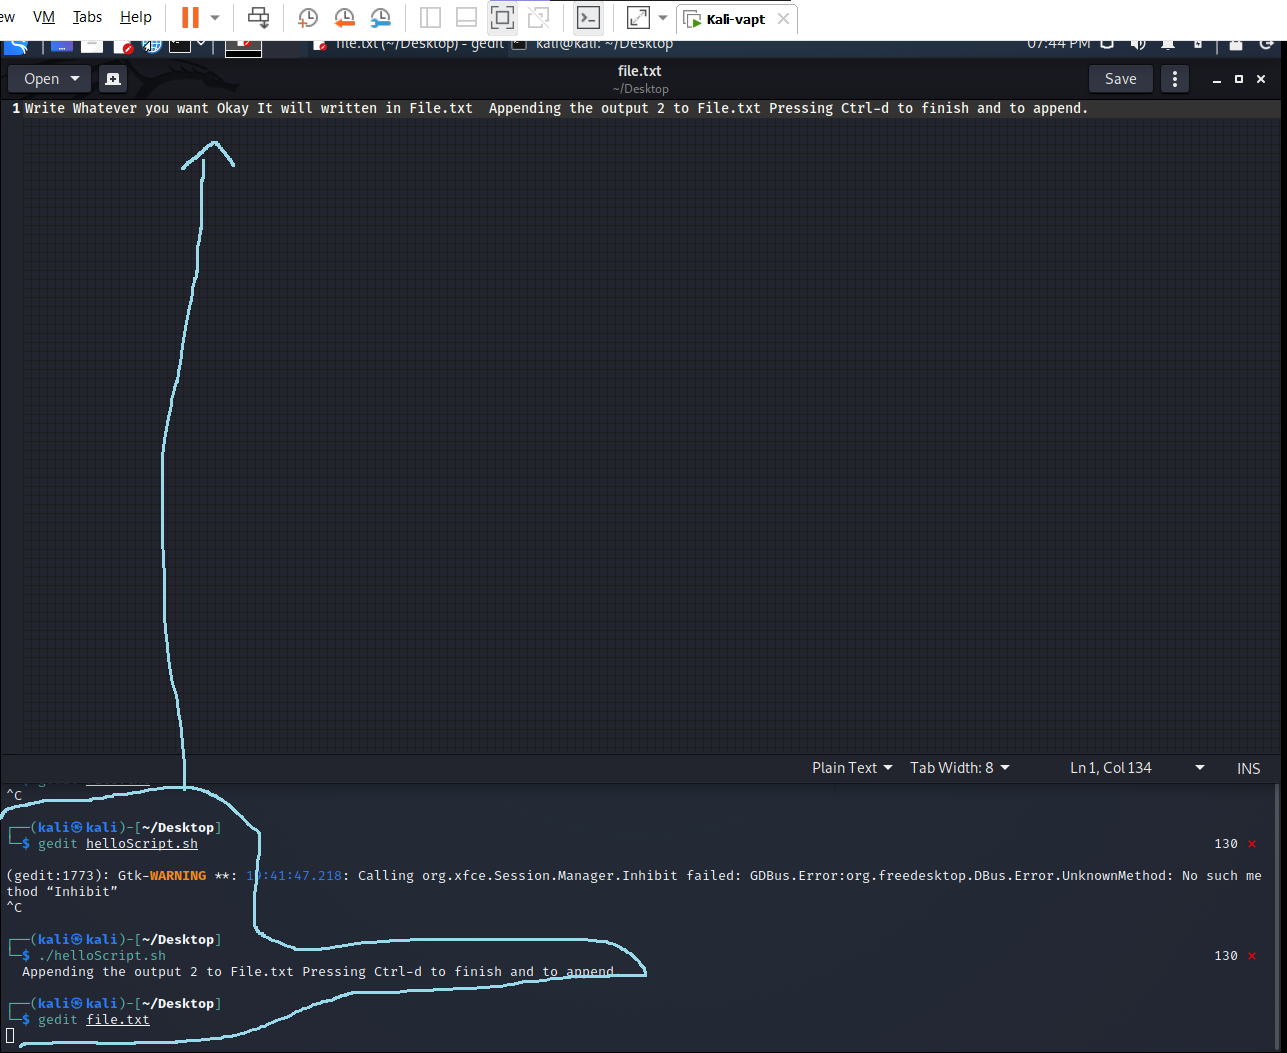 ew VM Tabs Help Kali-vapt
file.txt (~/Desktop) - gedit kali@kali: ~/Desktop 07:44 PM
Open file.txt Save
~/Desktop
1 Write Whatever you want Okay It will written in File.txt  Appending the output 2 to File.txt Pressing Ctrl-d to finish and to append.
Plain Text Tab Width: 8 Ln 1, Col 134 INS
^C
(kali㉿kali)-[~/Desktop]
$ gedit helloScript.sh 130 ×
(gedit:1773): Gtk-WARNING **: 19:41:47.218: Calling org.xfce.Session.Manager.Inhibit failed: GDBus.Error:org.freedesktop.DBus.Error.UnknownMethod: No such me
thod “Inhibit”
^C
(kali㉿kali)-[~/Desktop]
$ ./helloScript.sh 130 ×
Appending the output 2 to File.txt Pressing Ctrl-d to finish and to append
(kali㉿kali)-[~/Desktop]
$ gedit file.txt